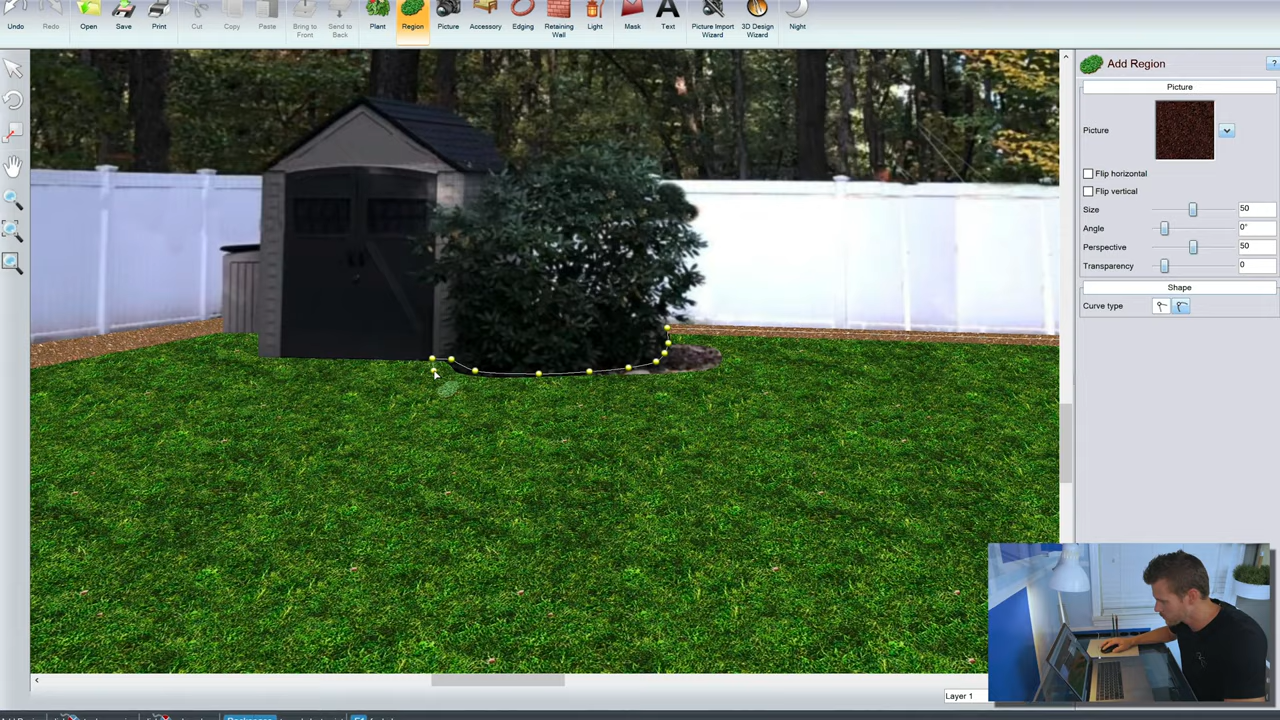 Undo Redo Open Save Print Cut Copy Paste Bring to Front Send to Back Plant Region Picture Accessory Edging Retaining Wall Light Mask Text Picture Import Wizard 3D Design Wizard Night
Add Region ?
Picture
Picture
Flip horizontal
Flip vertical
Size 50
Angle 0°
Perspective 50
Transparency 0
Shape
Curve type
Layer 1